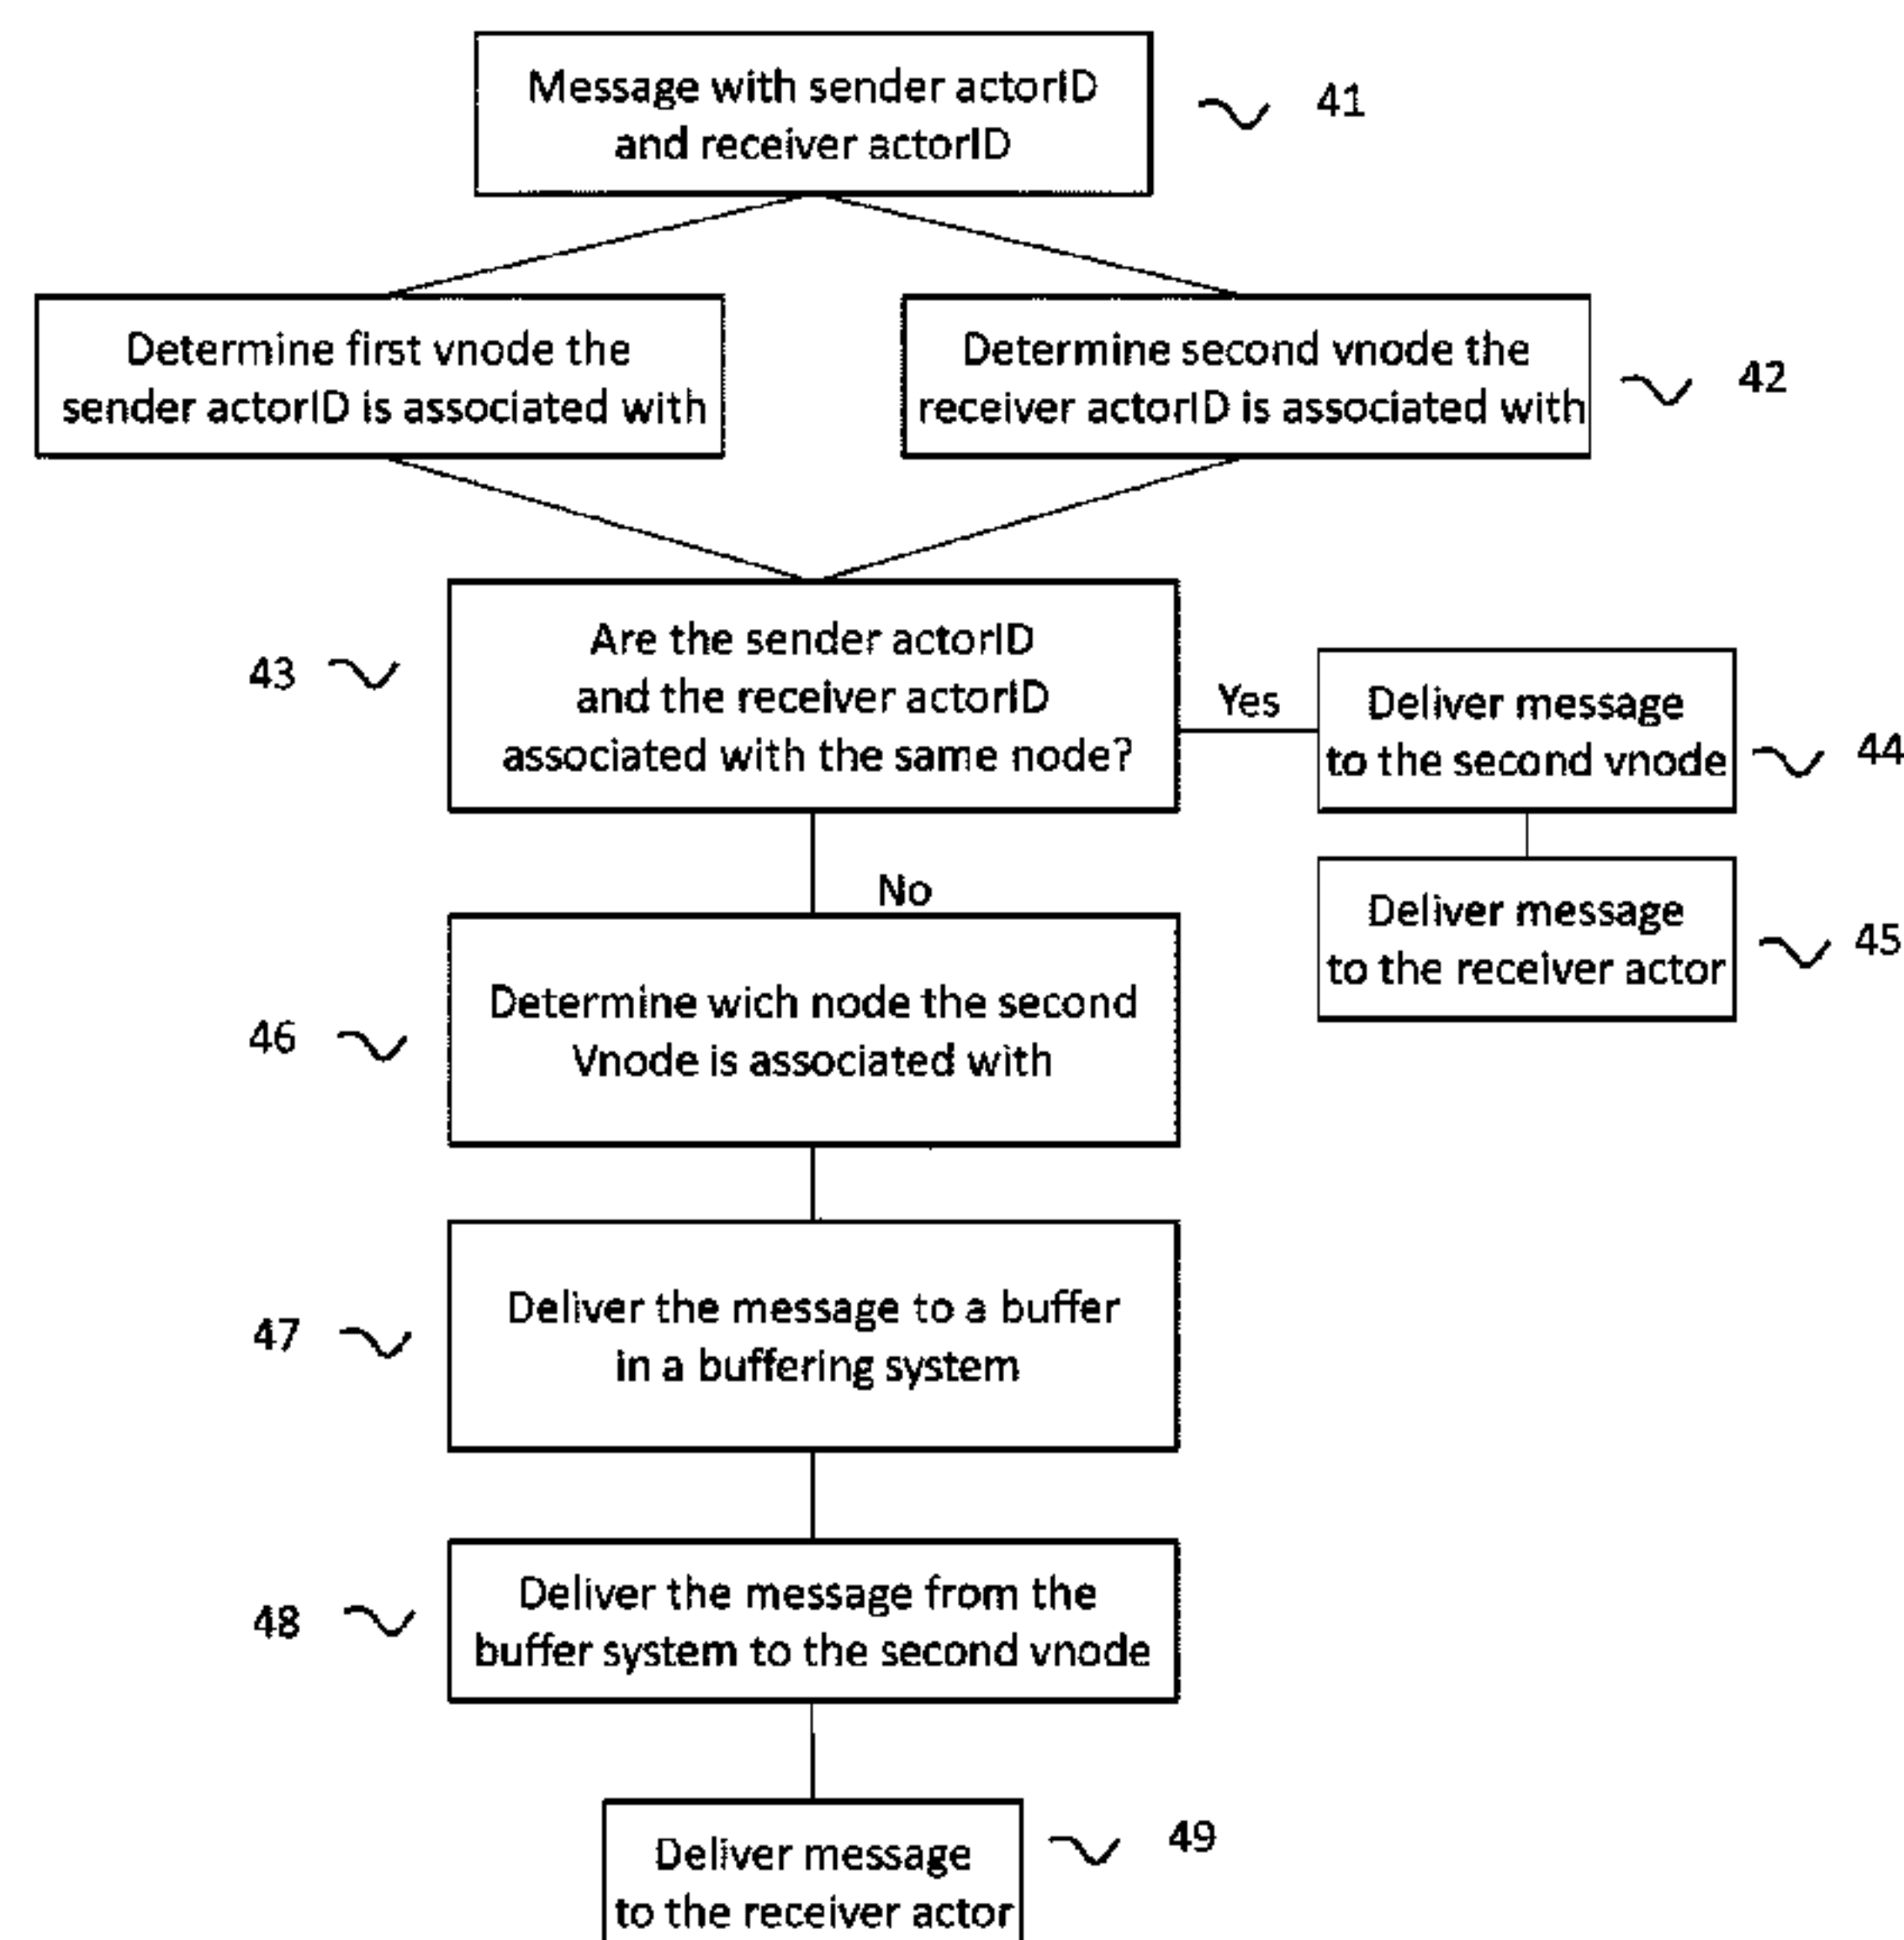 Message with sender actorID
and receiver actorID
41
Determine first vnode the
sender actorID is associated with
Determine second vnode the
receiver actorID is associated with
42
43
Are the sender actorID
and the receiver actorID
associated with the same node?
Yes
Deliver message
to the second vnode
44
Deliver message
to the receiver actor
45
No
46
Determine wich node the second
Vnode is associated with
47
Deliver the message to a buffer
in a buffering system
48
Deliver the message from the
buffer system to the second vnode
49
Deliver message
to the receiver actor